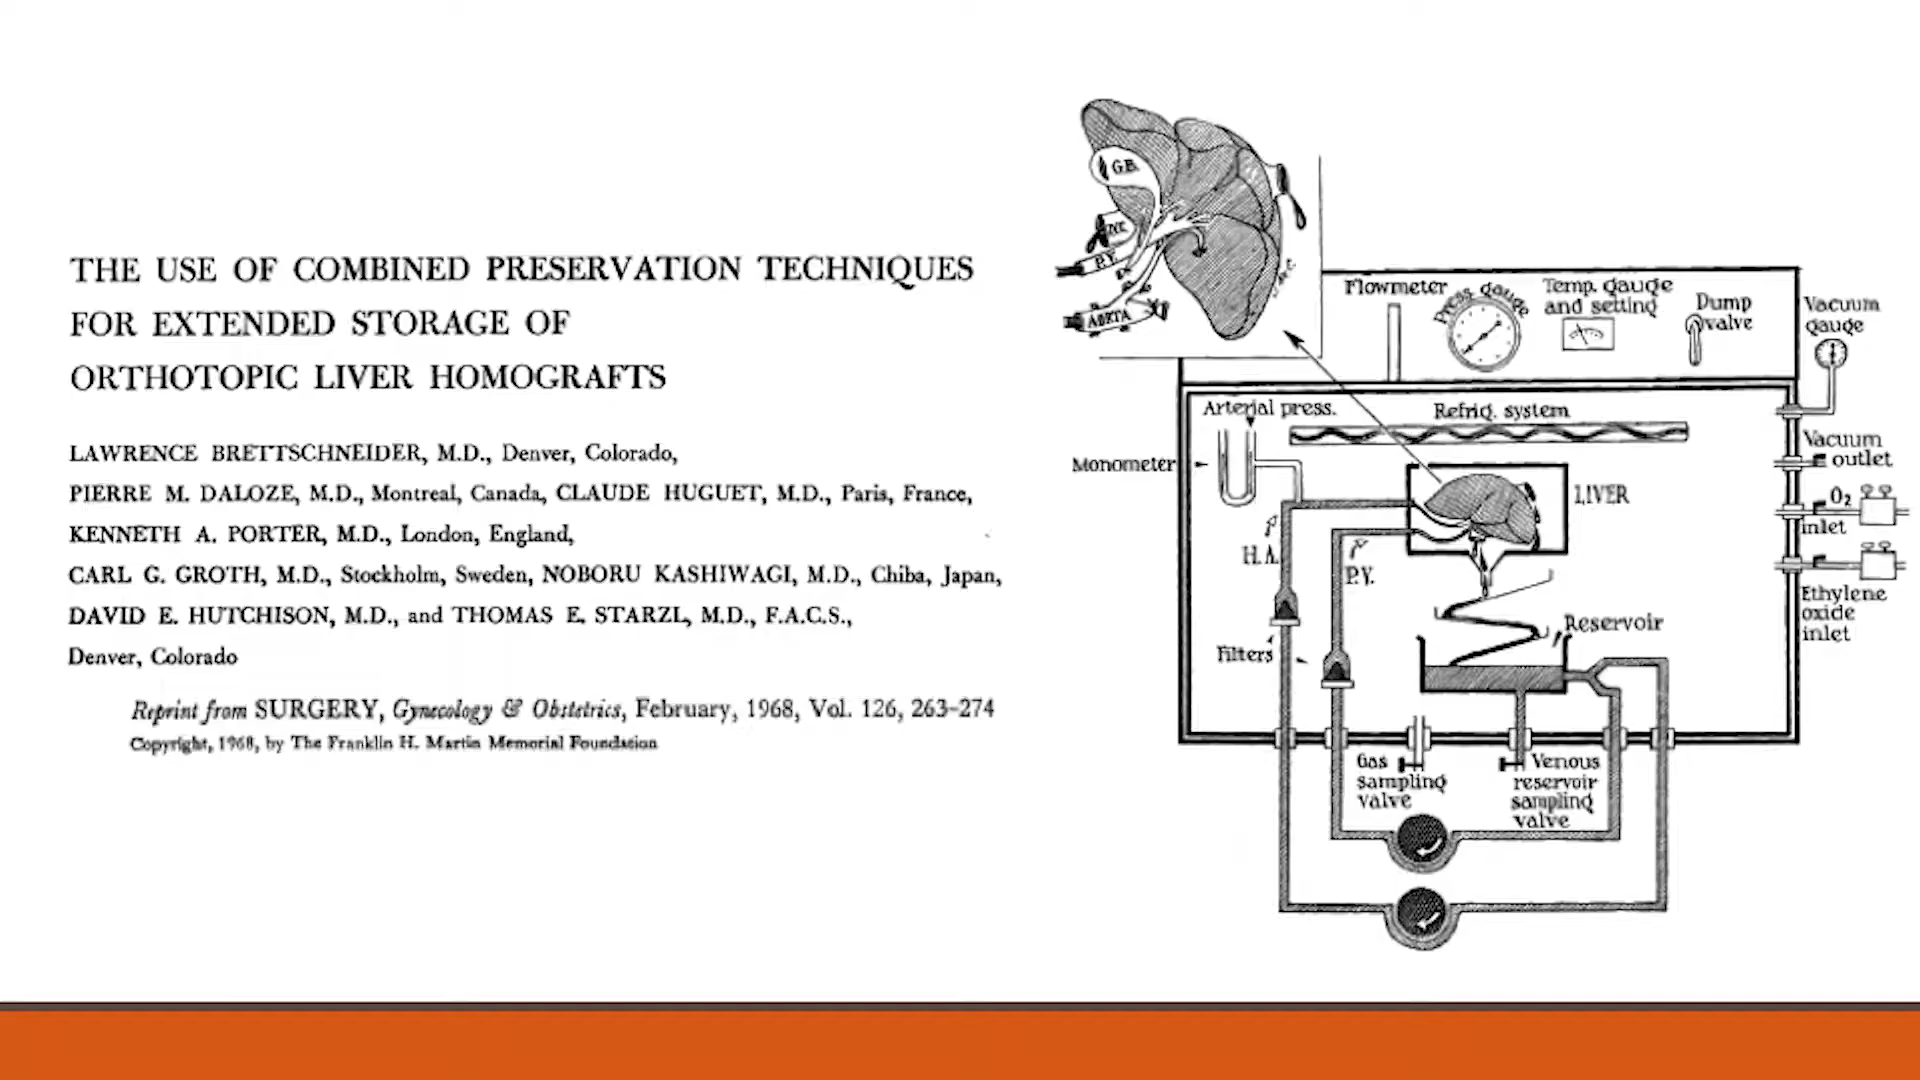 THE USE OF COMBINED PRESERVATION TECHNIQUES
FOR EXTENDED STORAGE OF
ORTHOTOPIC LIVER HOMOGRAFTS
LAWRENCE BRETTSCHNEIDER, M.D., Denver, Colorado,
PIERRE M. DALOZE, M.D., Montreal, Canada, CLAUDE HUGUET, M.D., Paris, France,
KENNETH A. PORTER, M.D., London, England,
CARL G. GROTH, M.D., Stockholm, Sweden, NOBORU KASHIWAGI, M.D., Chiba, Japan,
DAVID E. HUTCHISON, M.D., and THOMAS E. STARZL, M.D., F.A.C.S.,
Denver, Colorado
Reprint from SURGERY, Gynecology & Obstetrics, February, 1968, Vol. 126, 263–274
Copyright, 1968, by The Franklin H. Martin Memorial Foundation
G.B.
P.V.
AORTA
Flowmeter
Press. gauge
Temp. gauge
and setting
Dump
valve
Vacuum
gauge
Arterial press.
Refrig. system
Monometer
Vacuum
outlet
LIVER
O2
inlet
H.A.
P.V.
Ethylene
oxide
inlet
Reservoir
Filters
Gas
sampling
valve
Venous
reservoir
sampling
valve